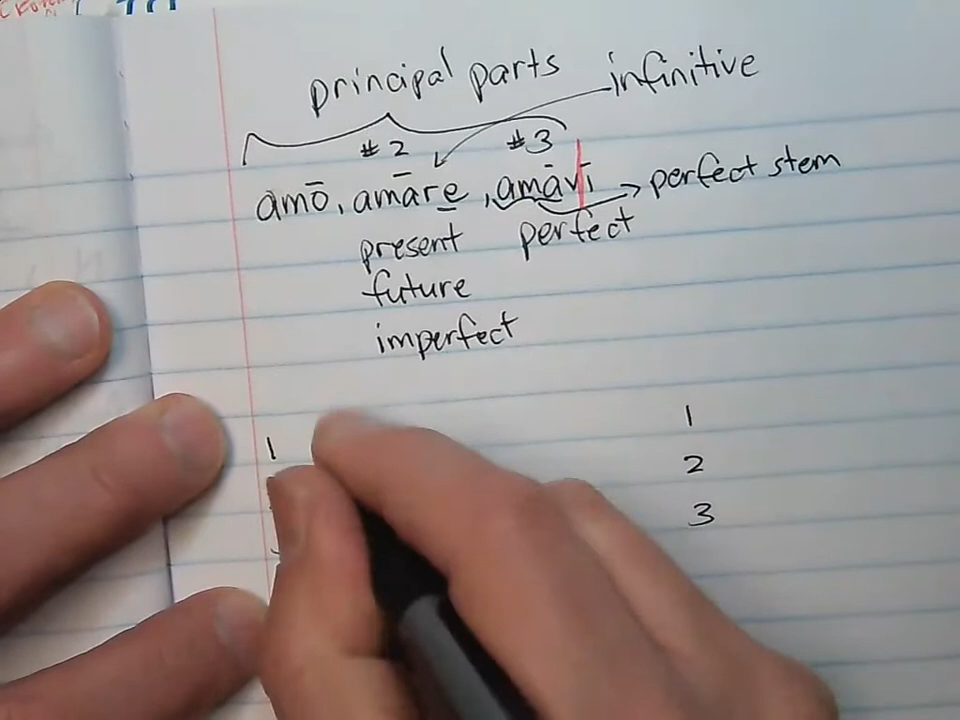 principal parts infinitive
#2 #3
amō, amāre, amāvī → perfect stem
present perfect
future
imperfect
1 1
2
3